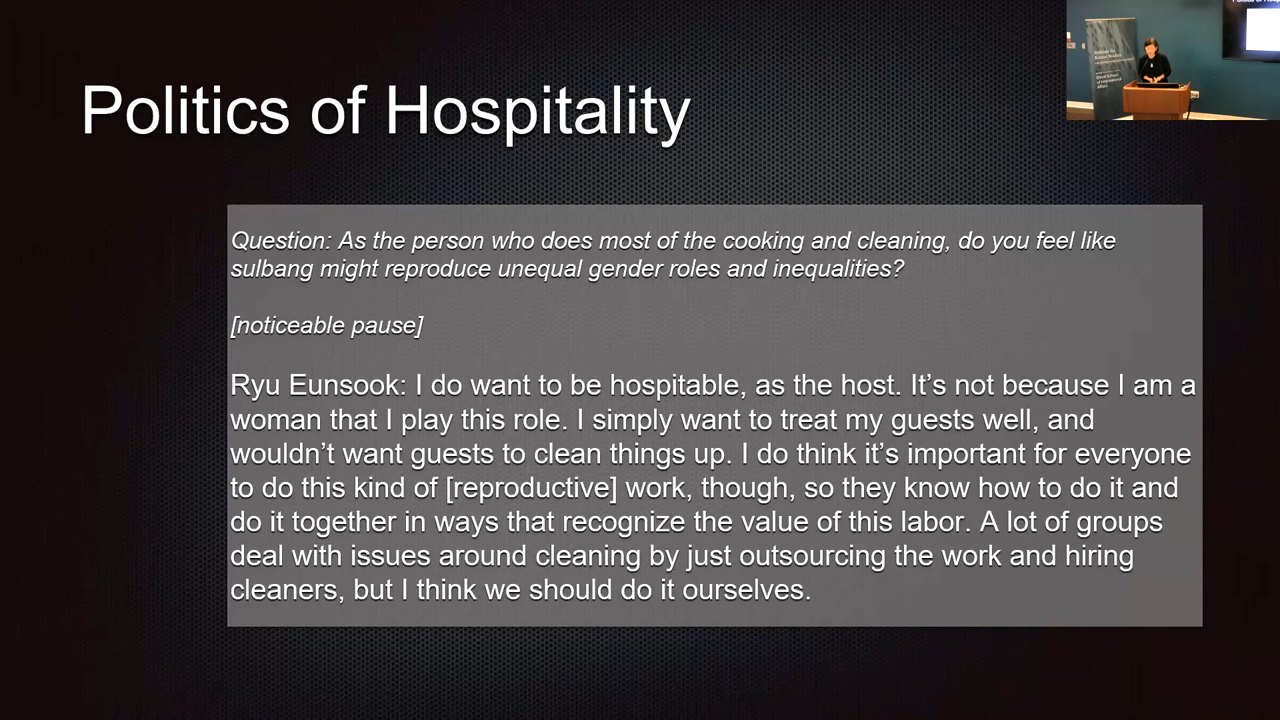 Politics of Hospitality
Question: As the person who does most of the cooking and cleaning, do you feel like
sulbang might reproduce unequal gender roles and inequalities?
[noticeable pause]
Ryu Eunsook: I do want to be hospitable, as the host. It’s not because I am a
woman that I play this role. I simply want to treat my guests well, and
wouldn’t want guests to clean things up. I do think it’s important for everyone
to do this kind of [reproductive] work, though, so they know how to do it and
do it together in ways that recognize the value of this labor. A lot of groups
deal with issues around cleaning by just outsourcing the work and hiring
cleaners, but I think we should do it ourselves.